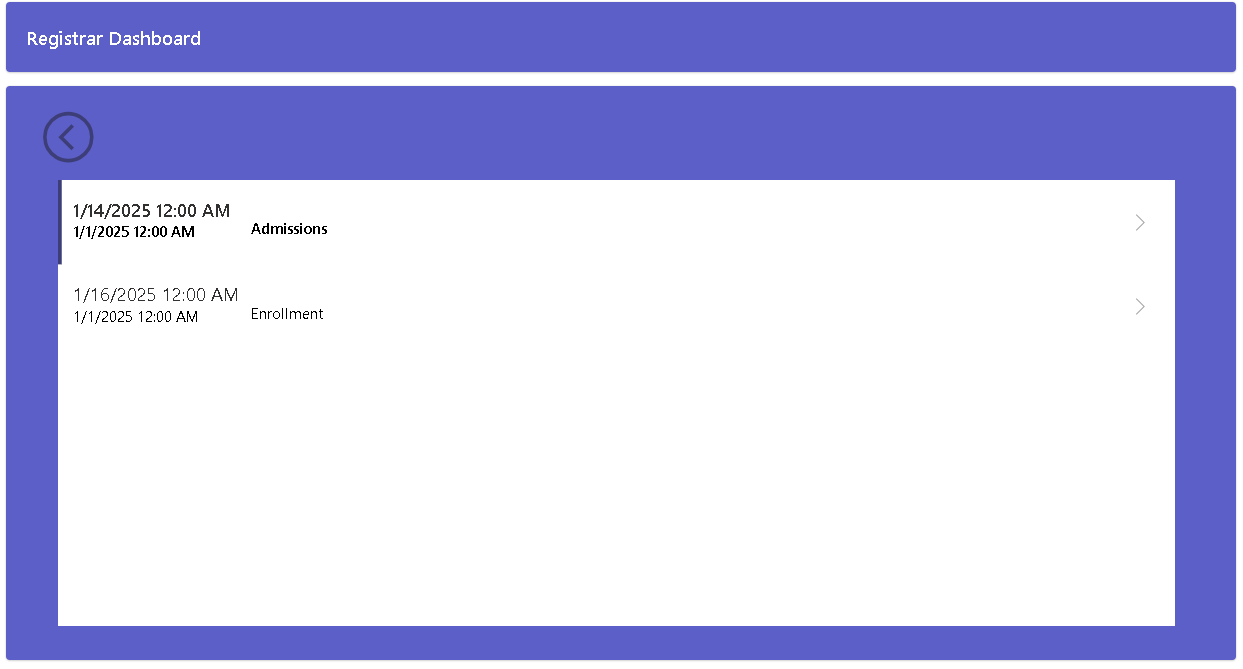 Registrar Dashboard
1/14/2025 12:00 AM
1/1/2025 12:00 AM
Admissions
1/16/2025 12:00 AM
1/1/2025 12:00 AM
Enrollment